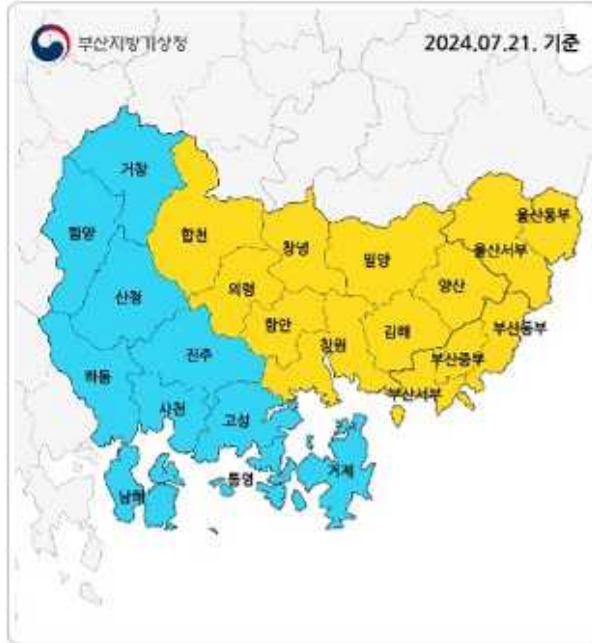 부산지방기상청
2024.07.21. 기준
거창
함양
합천
창녕
밀양
울산동부
울산서부
산청
의령
양산
함안
창원
김해
부산동부
진주
하동
부산중부
부산서부
사천
고성
통영
거제
남해